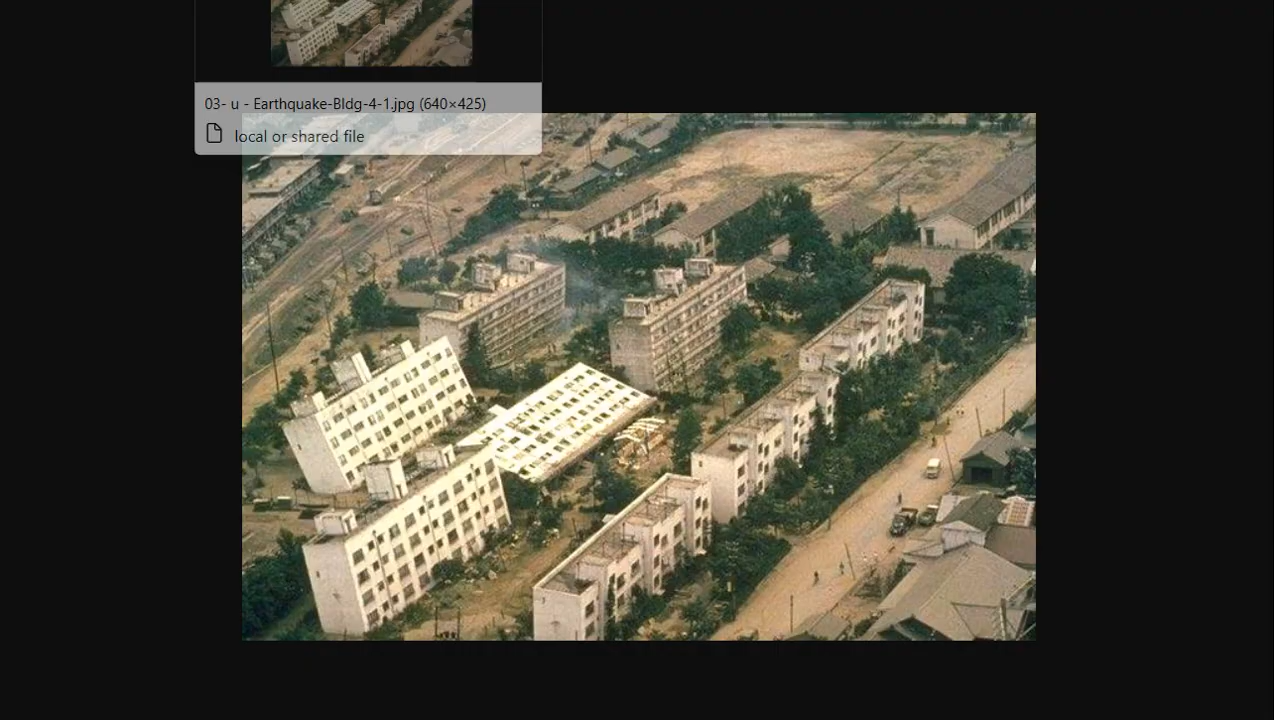 03- u - Earthquake-Bldg-4-1.jpg (640×425)
local or shared file